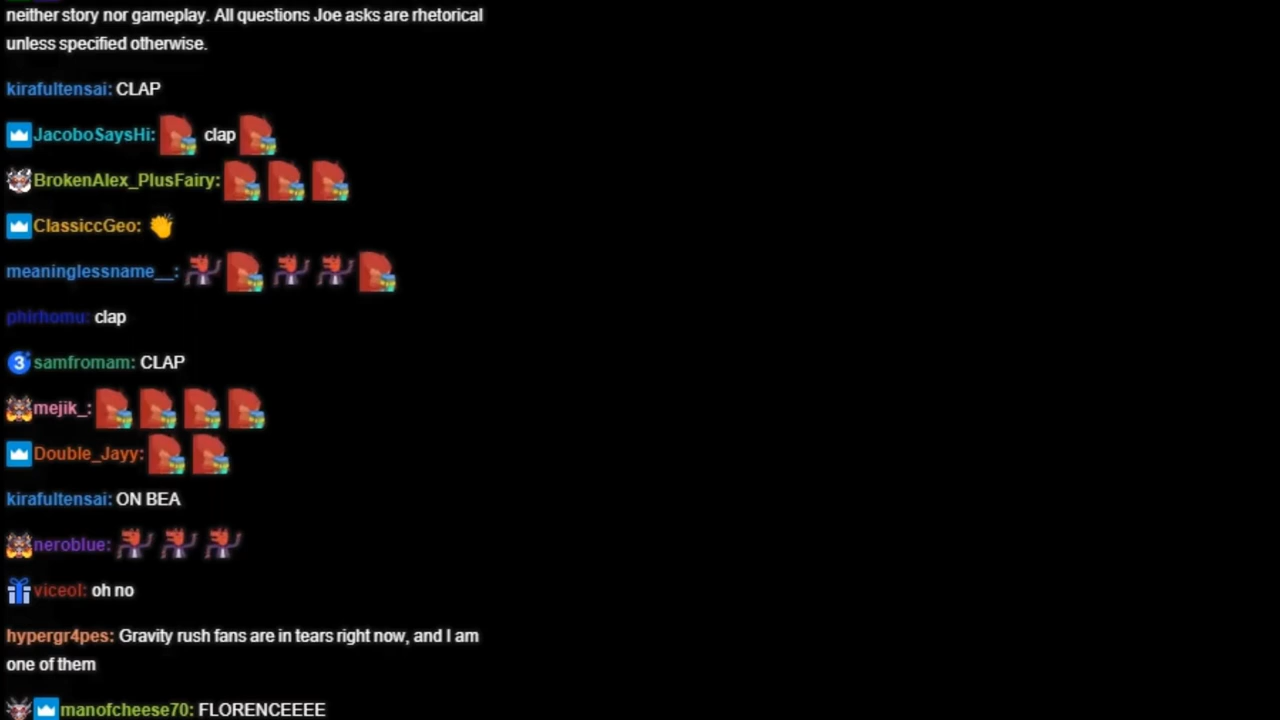 neither story nor gameplay. All questions Joe asks are rhetorical
unless specified otherwise.
kirafultensai: CLAP
JacoboSaysHi: clap
BrokenAlex_PlusFairy:
ClassiccGeo: 👏
meaninglessname__:
phirhomu: clap
3 samfromam: CLAP
mejik_:
Double_Jayy:
kirafultensai: ON BEA
neroblue:
viceol: oh no
hypergr4pes: Gravity rush fans are in tears right now, and I am
one of them
manofcheese70: FLORENCEEEE